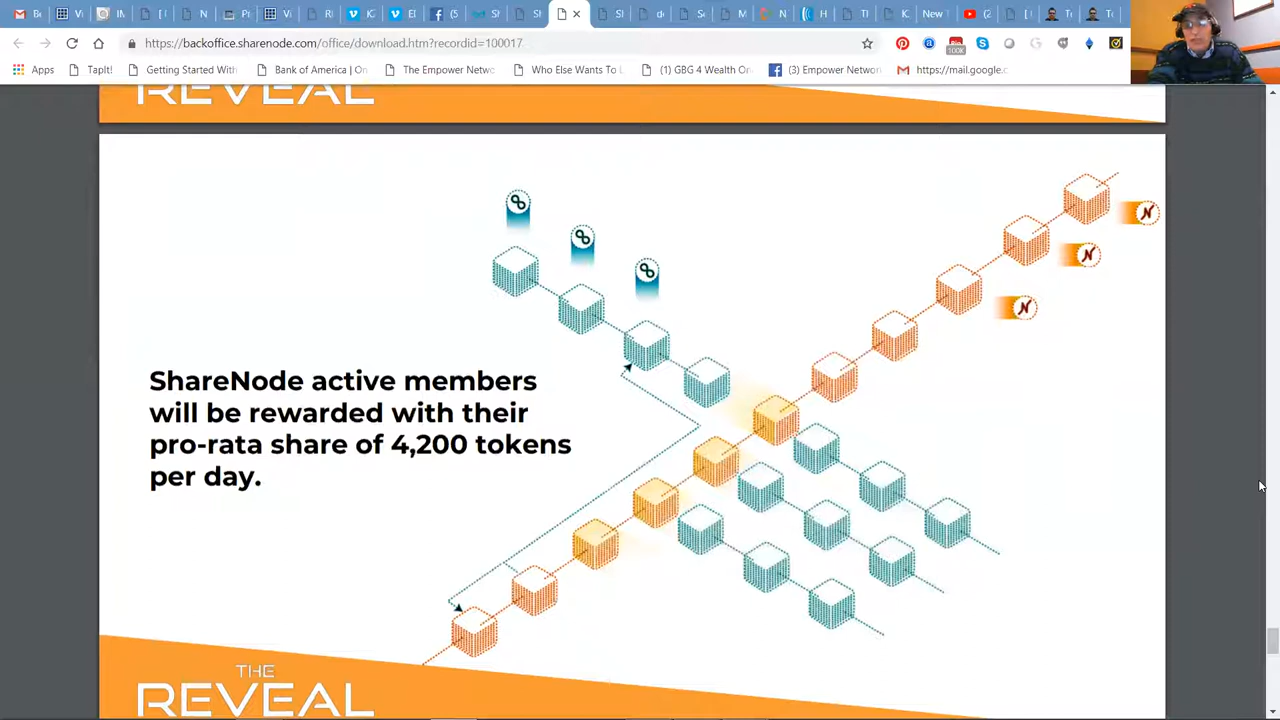 https://backoffice.sharenode.com/office/download.htm?recordid=100017
100K
Apps
TapIt!
Getting Started With
Bank of America | On
The Empower Netwo
Who Else Wants To L
(1) GBG 4 Wealth On
(3) Empower Networ
https://mail.google.c
REVEAL
ShareNode active members
will be rewarded with their
pro-rata share of 4,200 tokens
per day.
N
N
N
THE
REVEAL